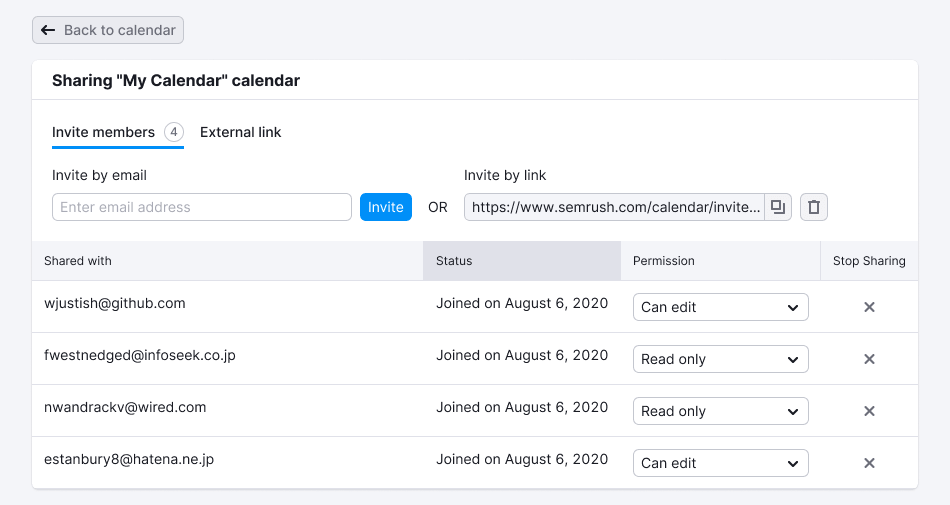 Back to calendar
Sharing "My Calendar" calendar
Invite members 4 External link
Invite by email Invite by link
Enter email address Invite OR https://www.semrush.com/calendar/invite...
Shared with Status Permission Stop Sharing
wjustish@github.com Joined on August 6, 2020 Can edit
fwestnedged@infoseek.co.jp Joined on August 6, 2020 Read only
nwandrackv@wired.com Joined on August 6, 2020 Read only
estanbury8@hatena.ne.jp Joined on August 6, 2020 Can edit